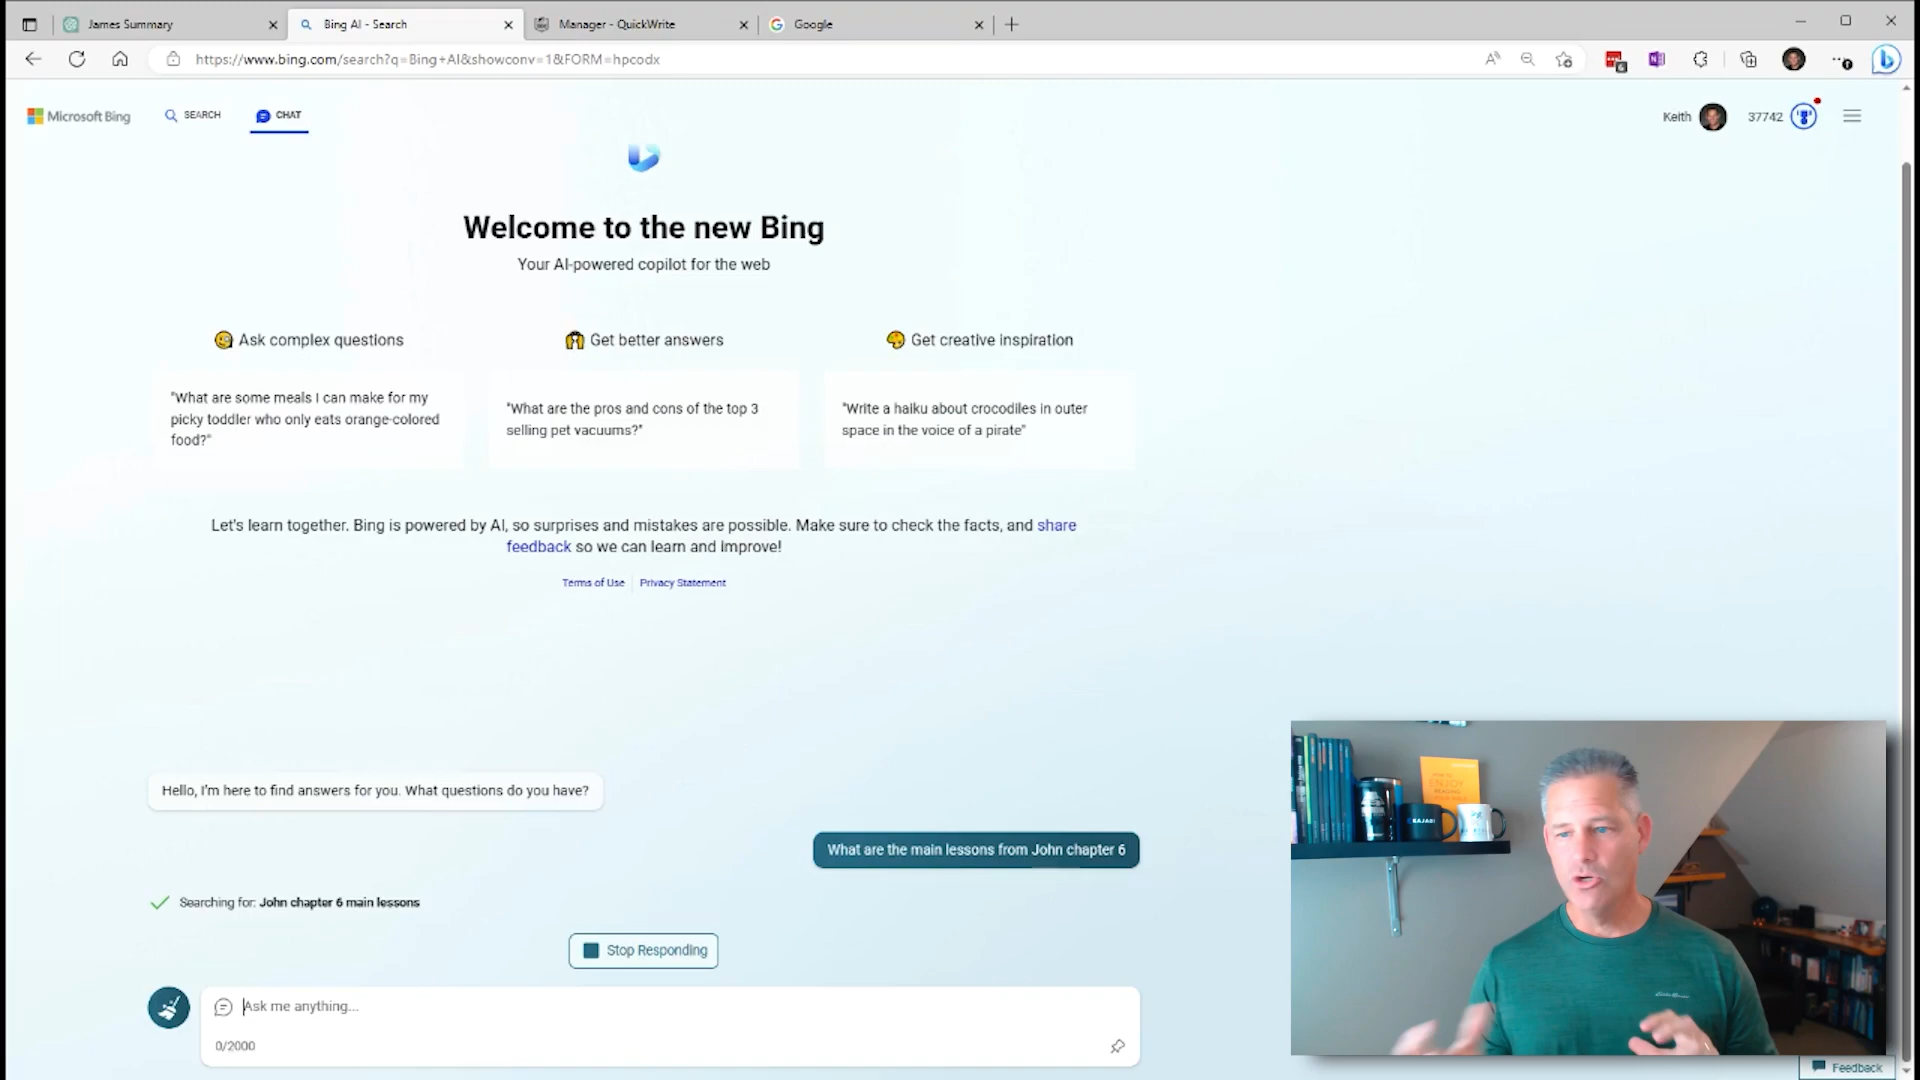 James Summary
Bing AI - Search
Manager - QuickWrite
Google
https://www.bing.com/search?q=Bing+AI&showconv=1&FORM=hpcodx
Microsoft Bing
SEARCH
CHAT
Keith
37742
Welcome to the new Bing
Your AI-powered copilot for the web
Ask complex questions
Get better answers
Get creative inspiration
"What are some meals I can make for my
picky toddler who only eats orange-colored
food?"
"What are the pros and cons of the top 3
selling pet vacuums?"
"Write a haiku about crocodiles in outer
space in the voice of a pirate"
Let's learn together. Bing is powered by AI, so surprises and mistakes are possible. Make sure to check the facts, and share
feedback so we can learn and improve!
Terms of Use
Privacy Statement
Hello, I'm here to find answers for you. What questions do you have?
What are the main lessons from John chapter 6
Searching for: John chapter 6 main lessons
Stop Responding
Ask me anything...
0/2000
ENJOY
KAJABI
Feedback